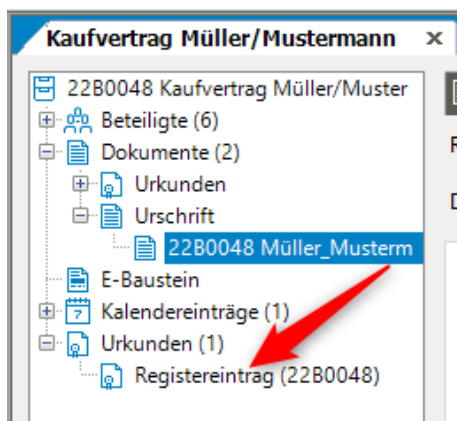 Kaufvertrag Müller/Mustermann ×
22B0048 Kaufvertrag Müller/Muster
Beteiligte (6)
Dokumente (2)
Urkunden
Urschrift
22B0048 Müller_Musterm
E-Baustein
Kalendereinträge (1)
Urkunden (1)
Registereintrag (22B0048)